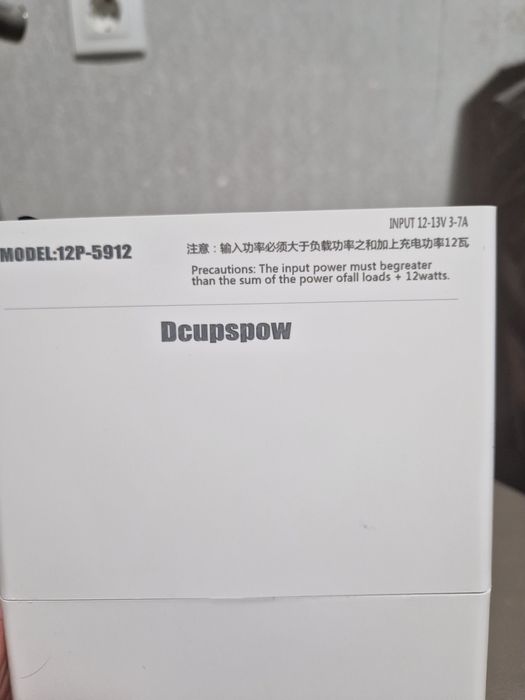 INPUT 12-13V 3-7A
MODEL:12P-5912
注意：输入功率必须大于负载功率之和加上充电功率12瓦
Precautions: The input power must begreater
than the sum of the power ofall loads + 12watts.
Dcupspow